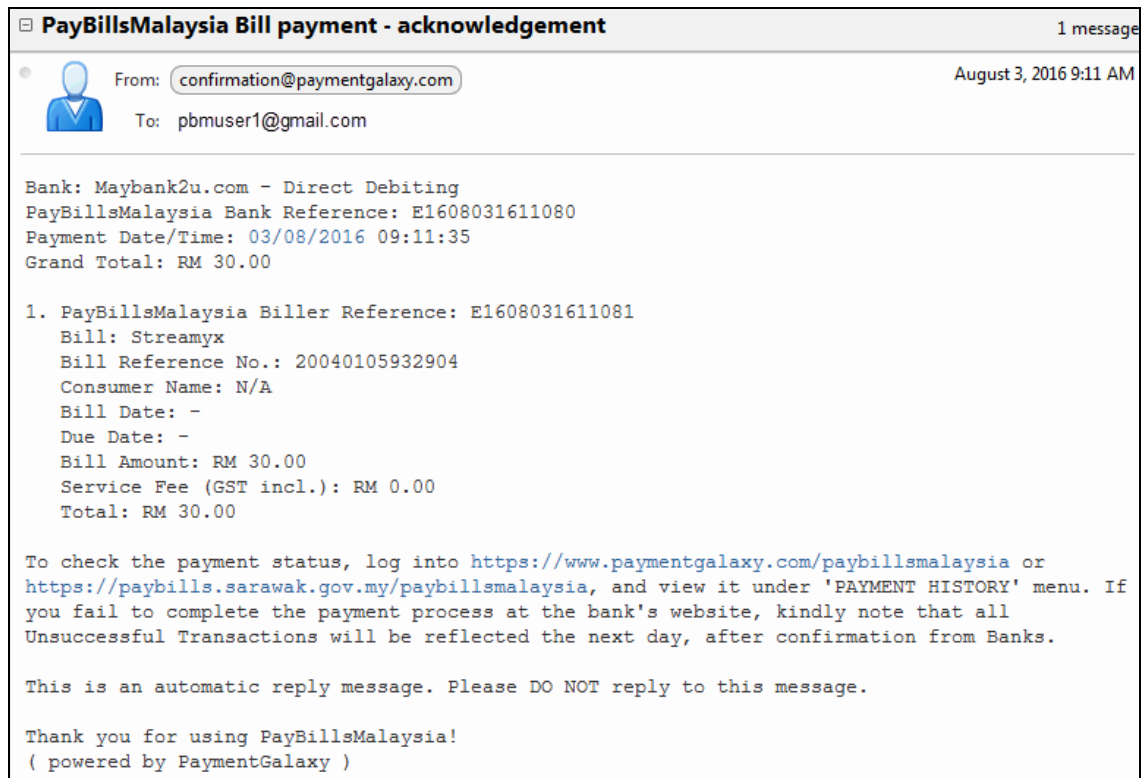 PayBillsMalaysia Bill payment - acknowledgement 1 message
From: confirmation@paymentgalaxy.com August 3, 2016 9:11 AM
To: pbmuser1@gmail.com
Bank: Maybank2u.com - Direct Debiting
PayBillsMalaysia Bank Reference: E1608031611080
Payment Date/Time: 03/08/2016 09:11:35
Grand Total: RM 30.00
1. PayBillsMalaysia Biller Reference: E1608031611081
Bill: Streamyx
Bill Reference No.: 20040105932904
Consumer Name: N/A
Bill Date: -
Due Date: -
Bill Amount: RM 30.00
Service Fee (GST incl.): RM 0.00
Total: RM 30.00
To check the payment status, log into https://www.paymentgalaxy.com/paybillsmalaysia or
https://paybills.sarawak.gov.my/paybillsmalaysia, and view it under 'PAYMENT HISTORY' menu. If
you fail to complete the payment process at the bank's website, kindly note that all
Unsuccessful Transactions will be reflected the next day, after confirmation from Banks.
This is an automatic reply message. Please DO NOT reply to this message.
Thank you for using PayBillsMalaysia!
( powered by PaymentGalaxy )